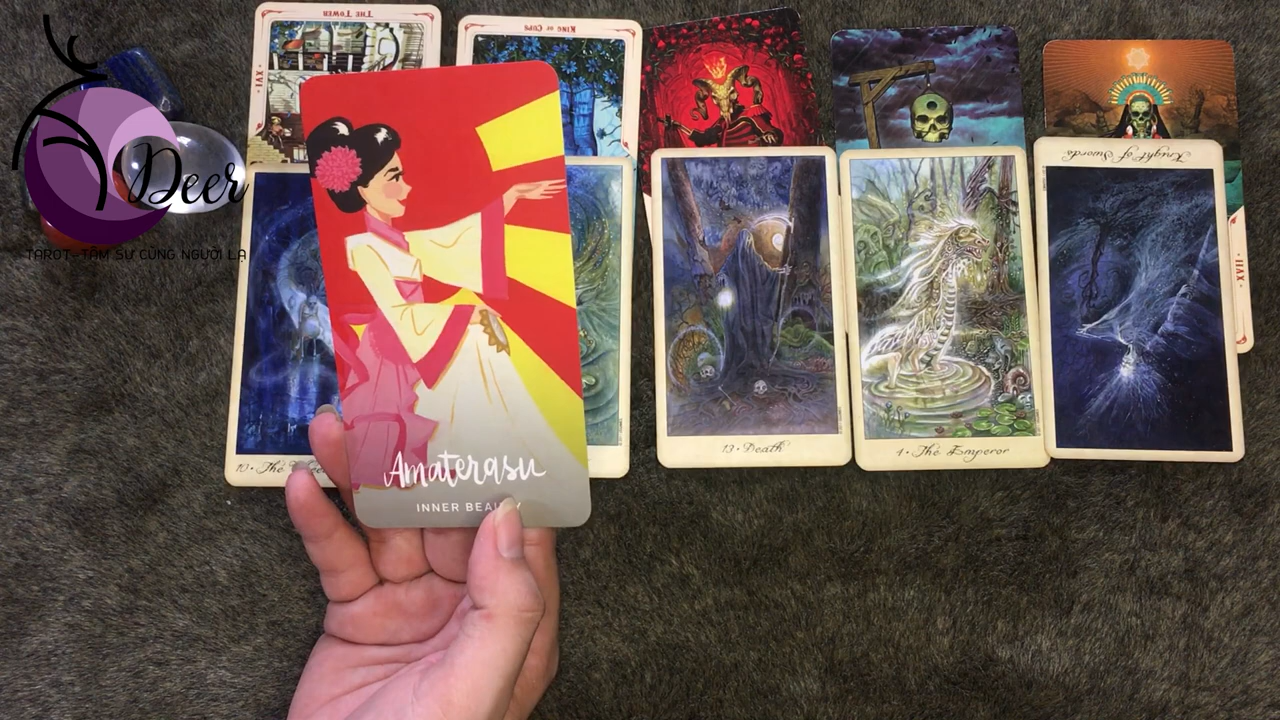 THE TOWER
KING OF CUPS
XVI
Deer
TAROT-TÂM SỰ CÙNG NGƯỜI LẠ
Knight of Swords
XVII
Amaterasu
INNER BEAUTY
10 • The
13 • Death
4 • The Emperor